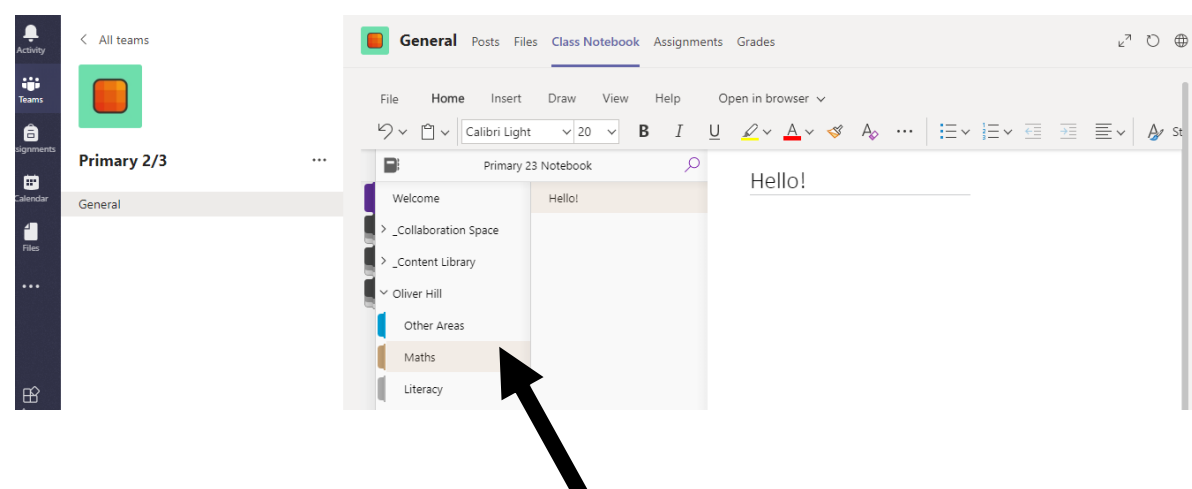 Activity
Teams
signments
Calendar
Files
All teams
Primary 2/3
General
General Posts Files Class Notebook Assignments Grades
File Home Insert Draw View Help Open in browser
Calibri Light 20 B I U A A St
Primary 23 Notebook
Welcome
_Collaboration Space
_Content Library
Oliver Hill
Other Areas
Maths
Literacy
Hello!
Hello!